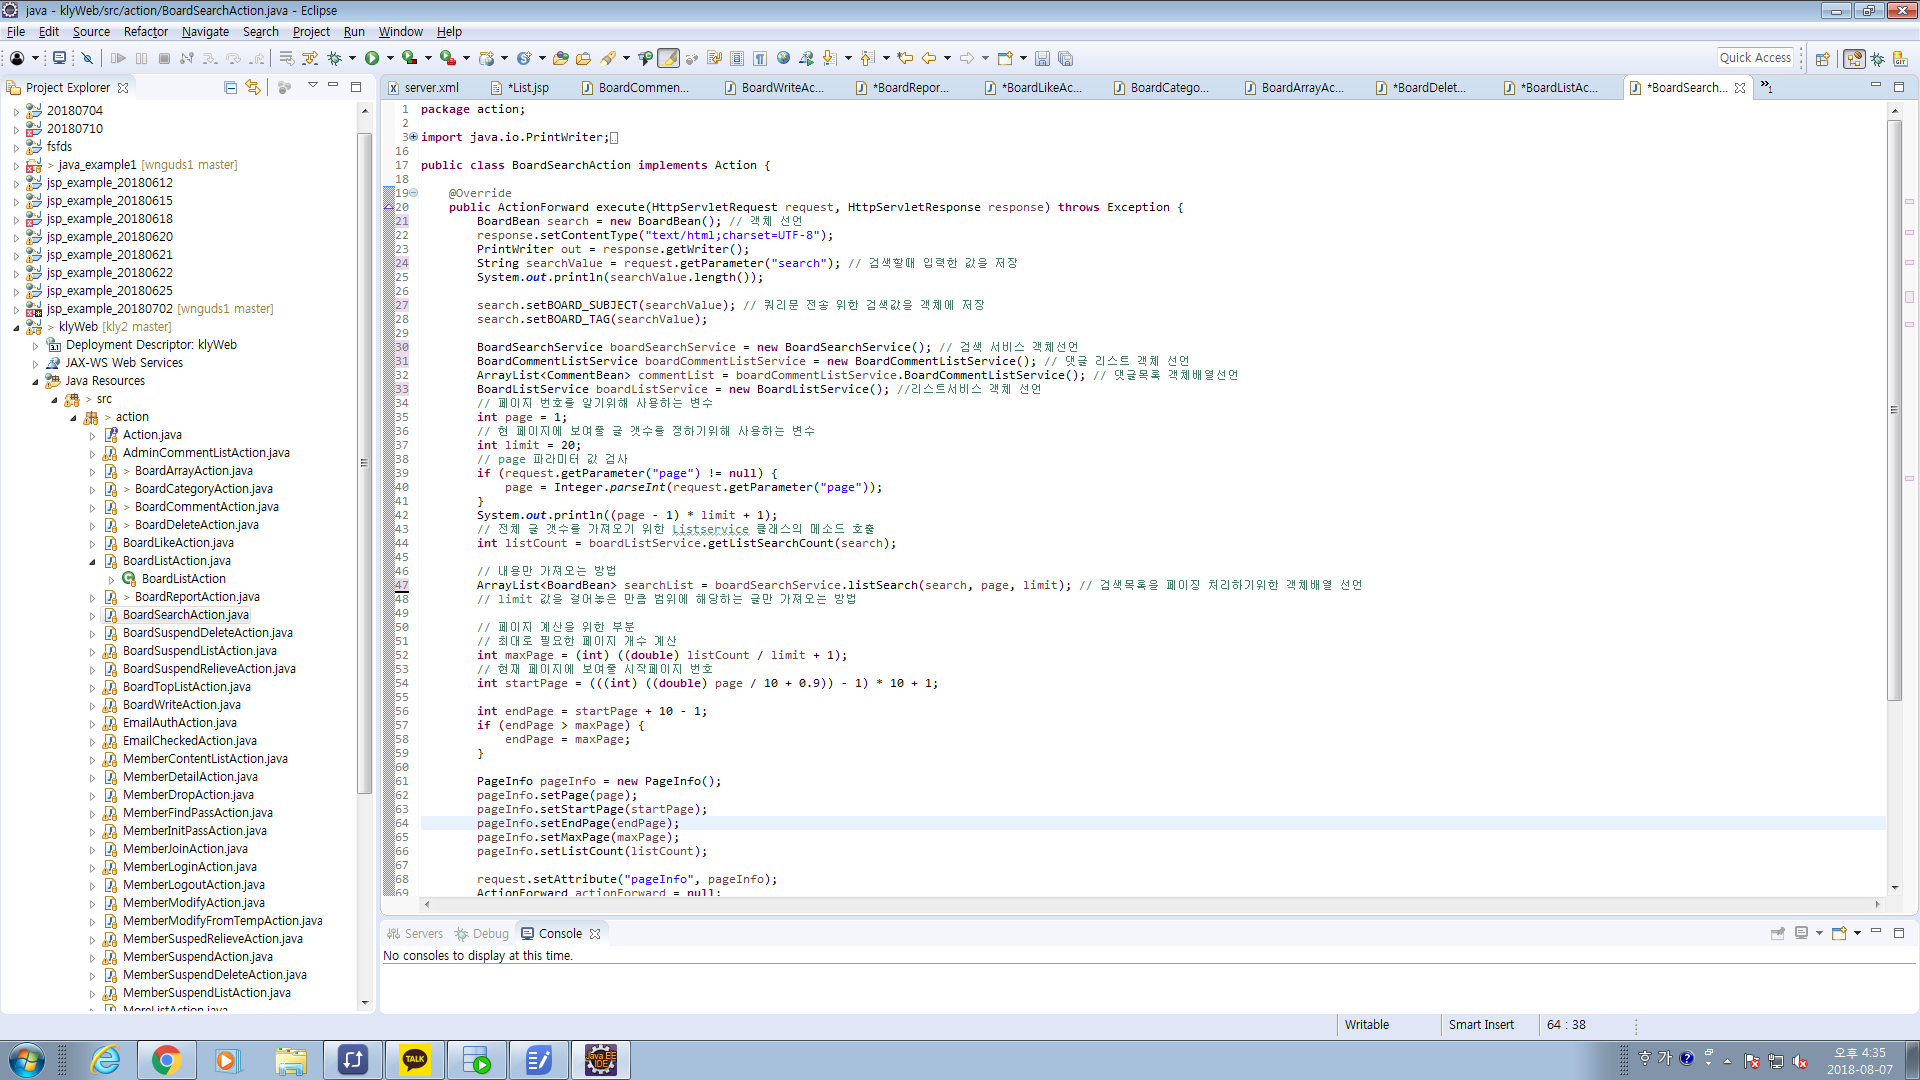 java - klyWeb/src/action/BoardSearchAction.java - Eclipse
File Edit Source Refactor Navigate Search Project Run Window Help
Quick Access
Project Explorer
server.xml *List.jsp BoardCommen... BoardWriteAc... *BoardRepor... *BoardLikeAc... BoardCatego... BoardArrayAc... *BoardDelet... *BoardListAc... *BoardSearch... »1
20180704
20180710
fsfds
> java_example1 [wnguds1 master]
jsp_example_20180612
jsp_example_20180615
jsp_example_20180618
jsp_example_20180620
jsp_example_20180621
jsp_example_20180622
jsp_example_20180625
jsp_example_20180702 [wnguds1 master]
> klyWeb [kly2 master]
Deployment Descriptor: klyWeb
JAX-WS Web Services
Java Resources
> src
> action
Action.java
AdminCommentListAction.java
> BoardArrayAction.java
> BoardCategoryAction.java
> BoardCommentAction.java
> BoardDeleteAction.java
BoardLikeAction.java
BoardListAction.java
BoardListAction
> BoardReportAction.java
BoardSearchAction.java
BoardSuspendDeleteAction.java
BoardSuspendListAction.java
BoardSuspendRelieveAction.java
BoardTopListAction.java
BoardWriteAction.java
EmailAuthAction.java
EmailCheckedAction.java
MemberContentListAction.java
MemberDetailAction.java
MemberDropAction.java
MemberFindPassAction.java
MemberInitPassAction.java
MemberJoinAction.java
MemberLoginAction.java
MemberLogoutAction.java
MemberModifyAction.java
MemberModifyFromTempAction.java
MemberSuspedRelieveAction.java
MemberSuspendAction.java
MemberSuspendDeleteAction.java
MemberSuspendListAction.java
MoreListAction.java
1 package action;
2
3 import java.io.PrintWriter;
16
17 public class BoardSearchAction implements Action {
18
19 @Override
20 public ActionForward execute(HttpServletRequest request, HttpServletResponse response) throws Exception {
21 BoardBean search = new BoardBean(); // 객체 선언
22 response.setContentType("text/html;charset=UTF-8");
23 PrintWriter out = response.getWriter();
24 String searchValue = request.getParameter("search"); // 검색할때 입력한 값을 저장
25 System.out.println(searchValue.length());
26
27 search.setBOARD_SUBJECT(searchValue); // 쿼리문 전송 위한 검색값을 객체에 저장
28 search.setBOARD_TAG(searchValue);
29
30 BoardSearchService boardSearchService = new BoardSearchService(); // 검색 서비스 객체선언
31 BoardCommentListService boardCommentListService = new BoardCommentListService(); // 댓글 리스트 객체 선언
32 ArrayList<CommentBean> commentList = boardCommentListService.BoardCommentListService(); // 댓글목록 객체배열선언
33 BoardListService boardListService = new BoardListService(); //리스트서비스 객체 선언
34 // 페이지 번호을 알기위해 사용하는 변수
35 int page = 1;
36 // 현 페이지에 보여줄 글 갯수를 정하기위해 사용하는 변수
37 int limit = 20;
38 // page 파라미터 값 검사
39 if (request.getParameter("page") != null) {
40 page = Integer.parseInt(request.getParameter("page"));
41 }
42 System.out.println((page - 1) * limit + 1);
43 // 전체 글 갯수를 가져오기 위한 Listservice 클래스의 메소드 호출
44 int listCount = boardListService.getListSearchCount(search);
45
46 // 내용만 가져오는 방법
47 ArrayList<BoardBean> searchList = boardSearchService.listSearch(search, page, limit); // 검색목록을 페이징 처리하기위한 객체배열 선언
48 // limit 값을 걸어놓은 만큼 범위에 해당하는 글만 가져오는 방법
49
50 // 페이지 계산을 위한 부분
51 // 최대로 필요한 페이지 개수 계산
52 int maxPage = (int) ((double) listCount / limit + 1);
53 // 현재 페이지에 보여줄 시작페이지 번호
54 int startPage = (((int) ((double) page / 10 + 0.9)) - 1) * 10 + 1;
55
56 int endPage = startPage + 10 - 1;
57 if (endPage > maxPage) {
58 endPage = maxPage;
59 }
60
61 PageInfo pageInfo = new PageInfo();
62 pageInfo.setPage(page);
63 pageInfo.setStartPage(startPage);
64 pageInfo.setEndPage(endPage);
65 pageInfo.setMaxPage(maxPage);
66 pageInfo.setListCount(listCount);
67
68 request.setAttribute("pageInfo", pageInfo);
69 ActionForward actionForward = null;
Servers Debug Console
No consoles to display at this time.
Writable Smart Insert 64 : 38
TALK
Java EE
IDE
가
오후 4:35
2018-08-07